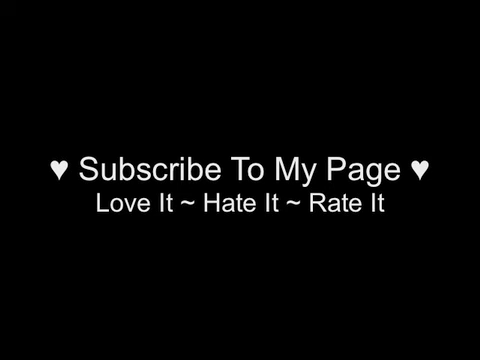 ♥ Subscribe To My Page ♥
Love It ~ Hate It ~ Rate It